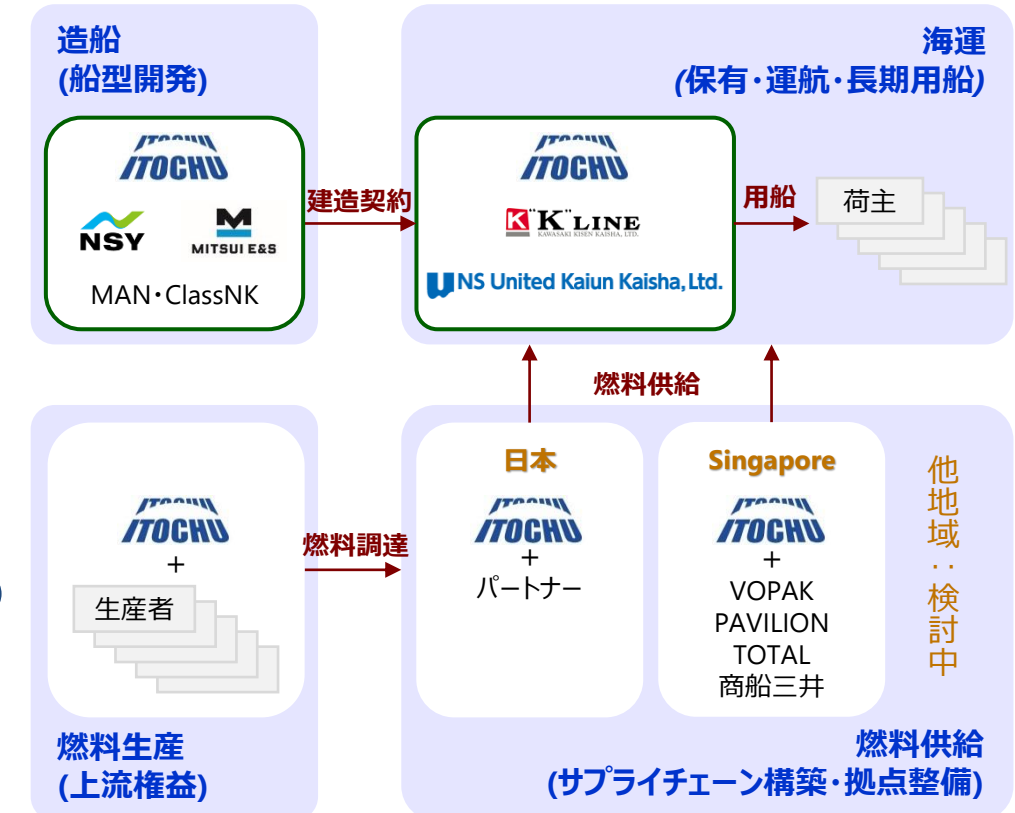 造船
(船型開発)
ITOCHU
NSY
MITSUI E&S
MAN・ClassNK
建造契約
海運
(保有・運航・長期用船)
ITOCHU
K "K" LINE
KAWASAKI KISEN KAISHA, LTD.
NS United Kaiun Kaisha, Ltd.
用船
荷主
燃料供給
ITOCHU
+
生産者
燃料生産
(上流権益)
燃料調達
日本
ITOCHU
+
パートナー
Singapore
ITOCHU
+
VOPAK
PAVILION
TOTAL
商船三井
他地域：検討中
燃料供給
(サプライチェーン構築・拠点整備)
)